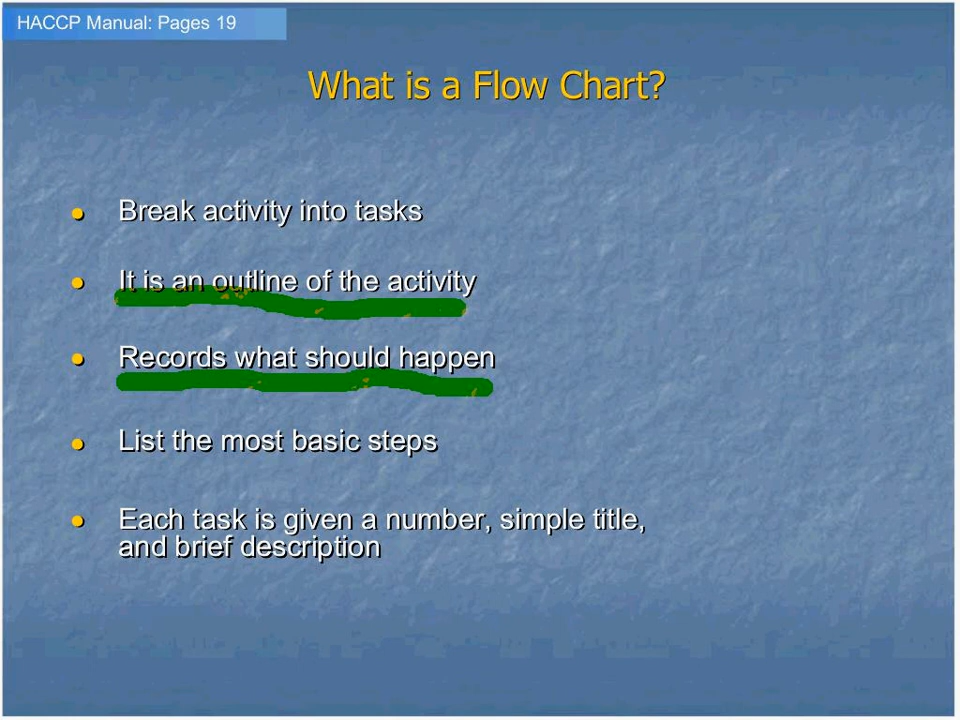 HACCP Manual: Pages 19
What is a Flow Chart?
Break activity into tasks
It is an outline of the activity
Records what should happen
List the most basic steps
Each task is given a number, simple title,
and brief description